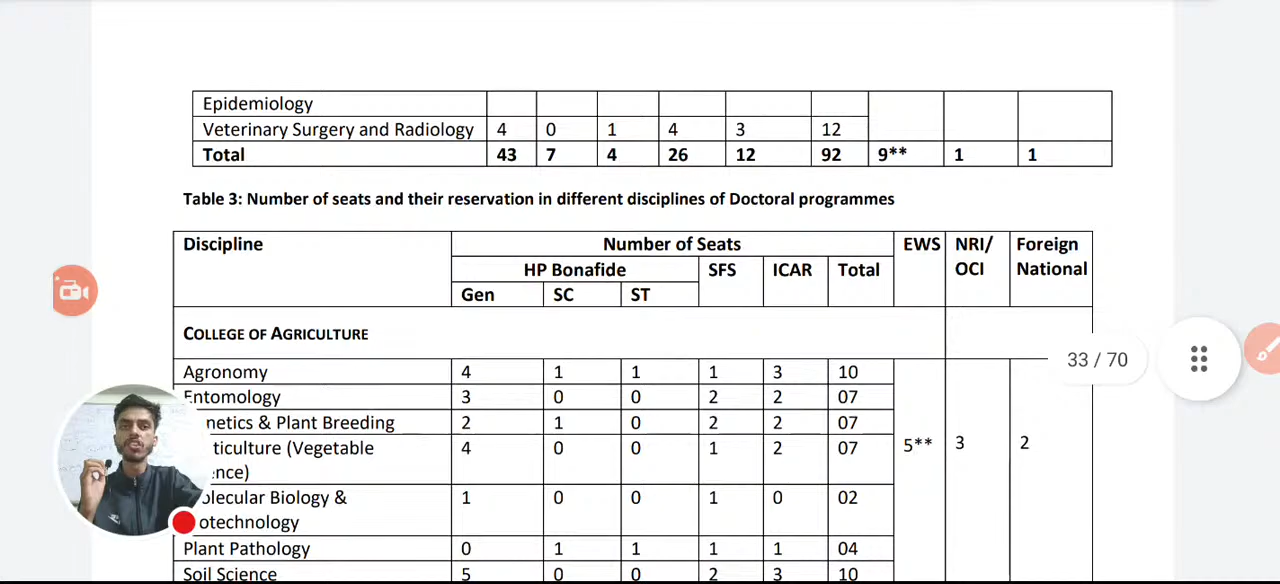 Epidemiology
Veterinary Surgery and Radiology 4 0 1 4 3 12
Total 43 7 4 26 12 92 9** 1 1
Table 3: Number of seats and their reservation in different disciplines of Doctoral programmes
Discipline Number of Seats EWS NRI/ OCI Foreign National
HP Bonafide SFS ICAR Total
Gen SC ST
COLLEGE OF AGRICULTURE
33 / 70
Agronomy 4 1 1 1 3 10
Entomology 3 0 0 2 2 07
netics & Plant Breeding 2 1 0 2 2 07
5** 3 2
ticulture (Vegetable 4 0 0 1 2 07
nce)
olecular Biology & 1 0 0 1 0 02
otechnology
Plant Pathology 0 1 1 1 1 04
Soil Science 5 0 0 2 3 10